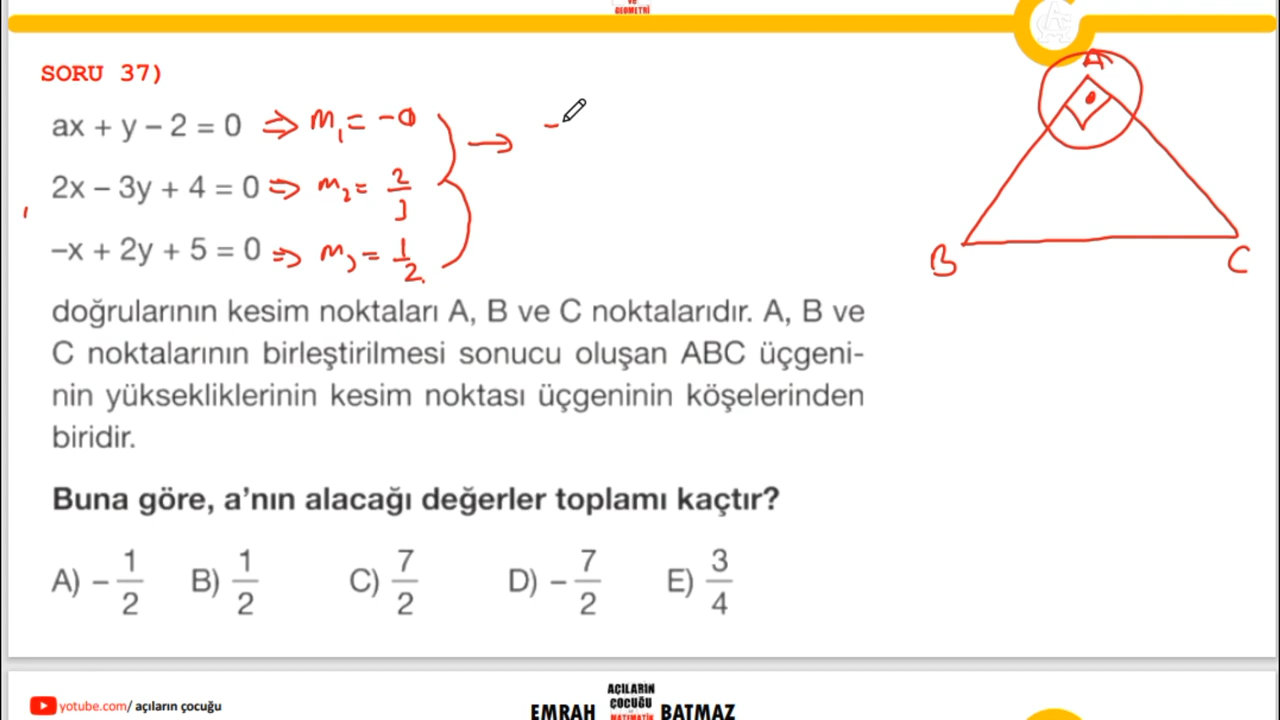 VE
GEOMETRİ
SORU 37)
ax + y – 2 = 0 ⇒ m₁ = -a
2x – 3y + 4 = 0 ⇒ m₂ = 2/3
–x + 2y + 5 = 0 ⇒ m₃ = 1/2
A
B C
doğrularının kesim noktaları A, B ve C noktalarıdır. A, B ve
C noktalarının birleştirilmesi sonucu oluşan ABC üçgeni-
nin yüksekliklerinin kesim noktası üçgeninin köşelerinden
biridir.
Buna göre, a’nın alacağı değerler toplamı kaçtır?
A) – 1/2 B) 1/2 C) 7/2 D) – 7/2 E) 3/4
yotube.com/ açıların çocuğu
AÇILARIN
ÇOCUĞU
EMRAH MATEMATİK BATMAZ